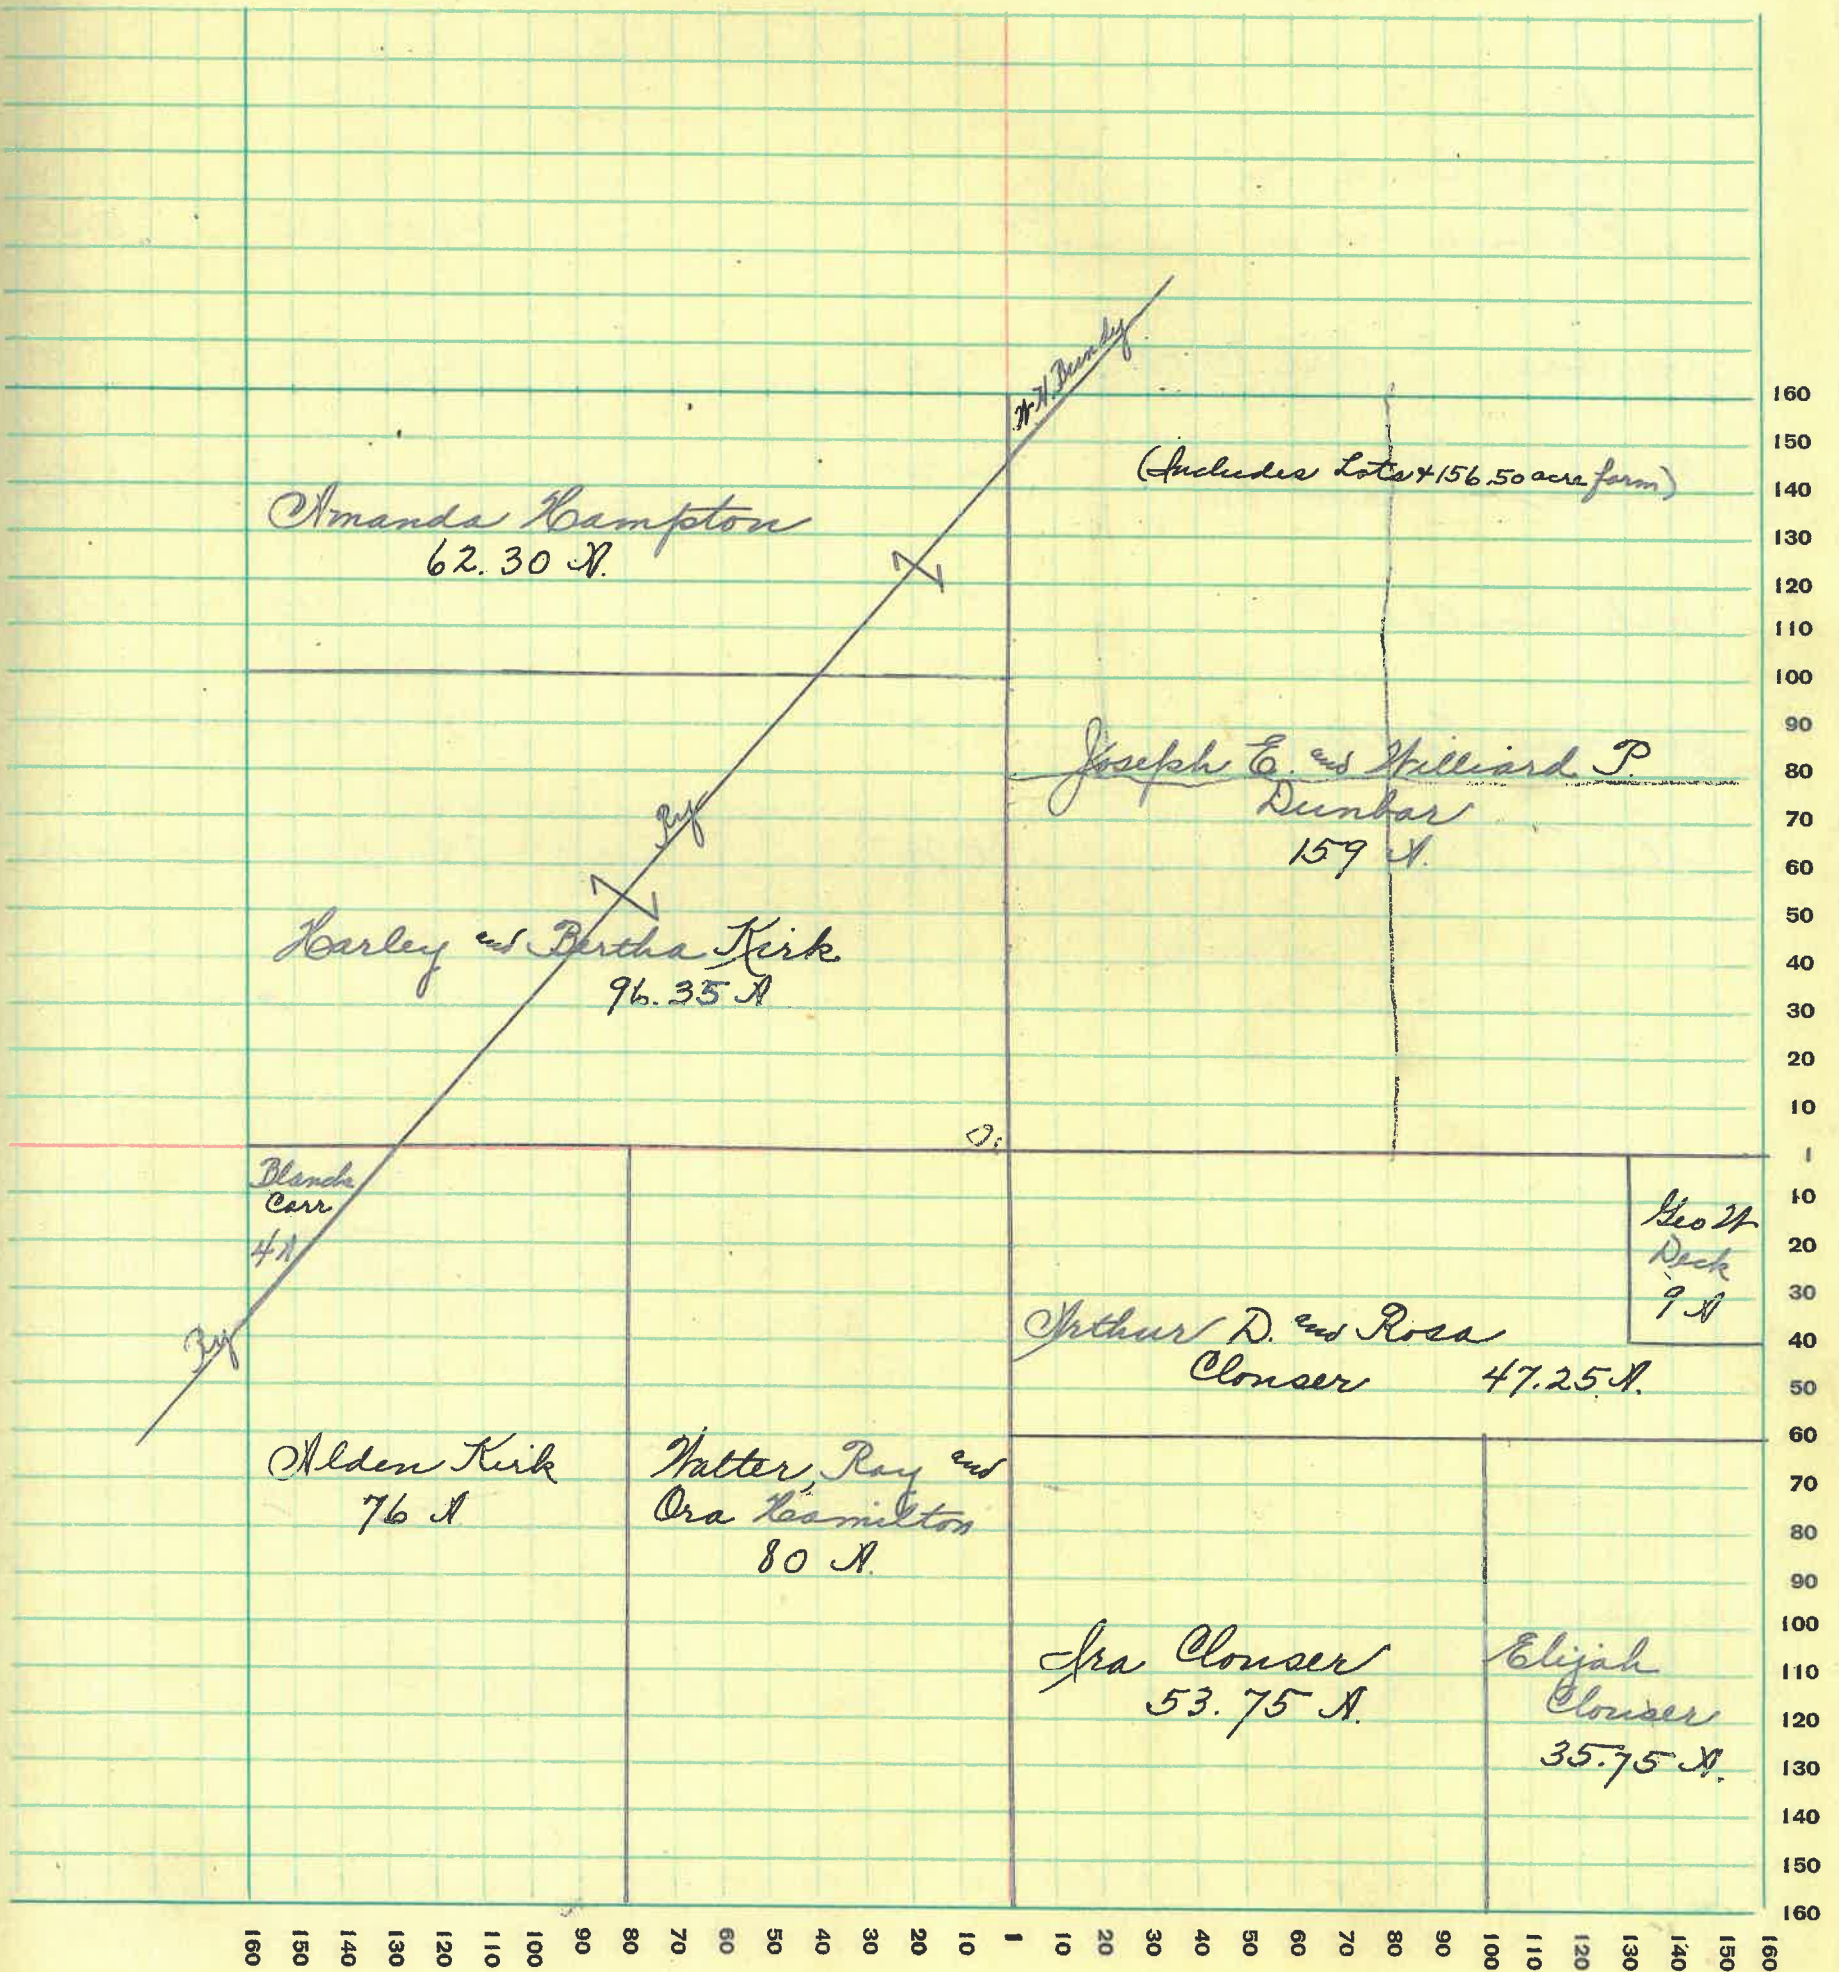 W. H. Bundy
(Includes Lots + 156.50 acre farm)
Amanda Hampton
62.30 A.
Joseph E. and Williard P.
Dunbar
159 A.
Ry
Harley and Bertha Kirk
96.35 A
Blanche
Carr
4 A
Ry
Geo W
Deck
9 A
Arthur D. and Rosa
Clonser 47.25 A.
Alden Kirk
76 A
Walter, Ray and
Ora Hamilton
80 A.
Ira Clonser
53.75 A.
Elijah
Clonser
35.75 A.
160
150
140
130
120
110
100
90
80
70
60
50
40
30
20
10
1
10
20
30
40
50
60
70
80
90
100
110
120
130
140
150
160
160 150 140 130 120 110 100 90 80 70 60 50 40 30 20 10 1 10 20 30 40 50 60 70 80 90 100 110 120 130 140 150 160